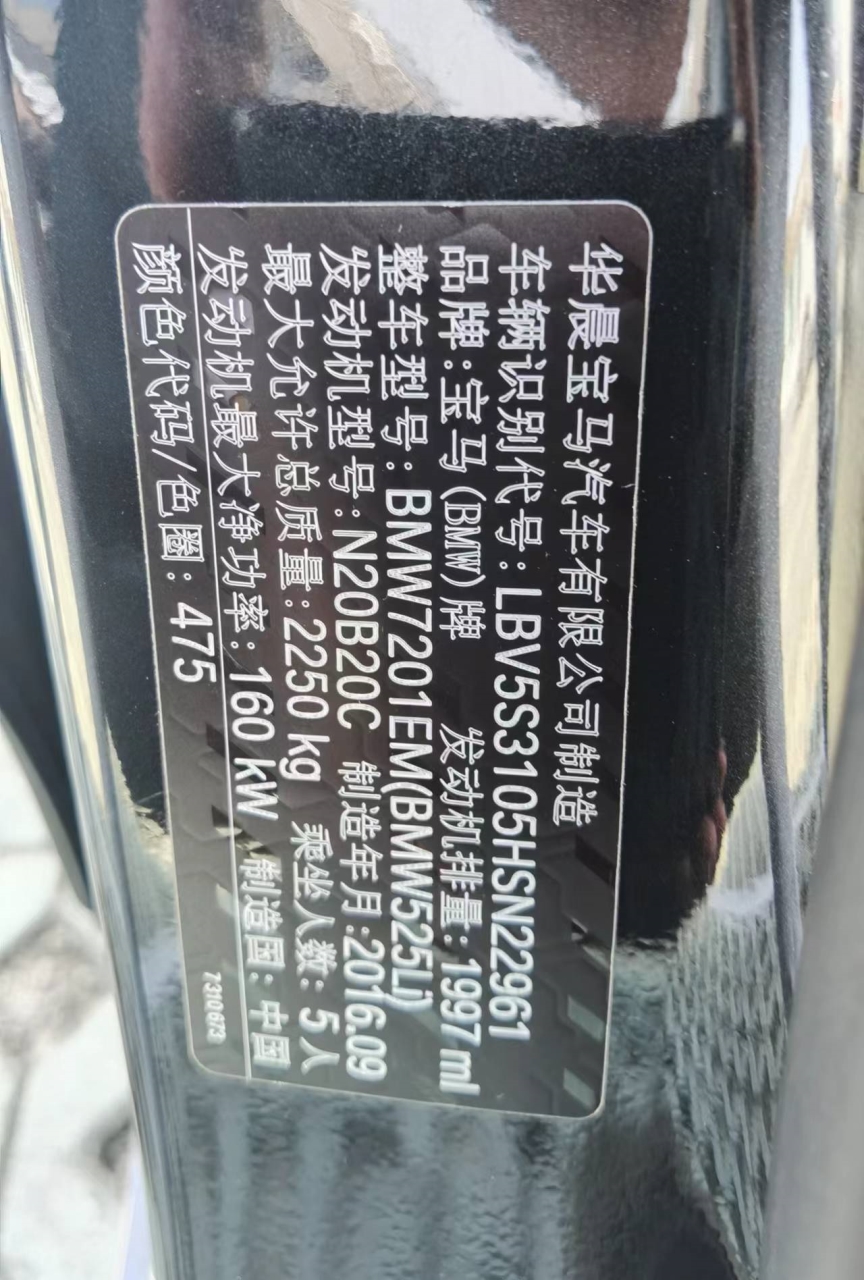 华晨宝马汽车有限公司制造
车辆识别代号:LBV5S3105HSN22961
品牌:宝马(BMW)牌 发动机排量:1997 ml
整车型号:BMW7201EM(BMW525Li)
发动机型号:N20B20C 制造年月:2016.09
最大允许总质量:2250 kg 乘坐人数:5人
发动机最大净功率:160 kW 制造国:中国
颜色代码/色圈:475
7310673